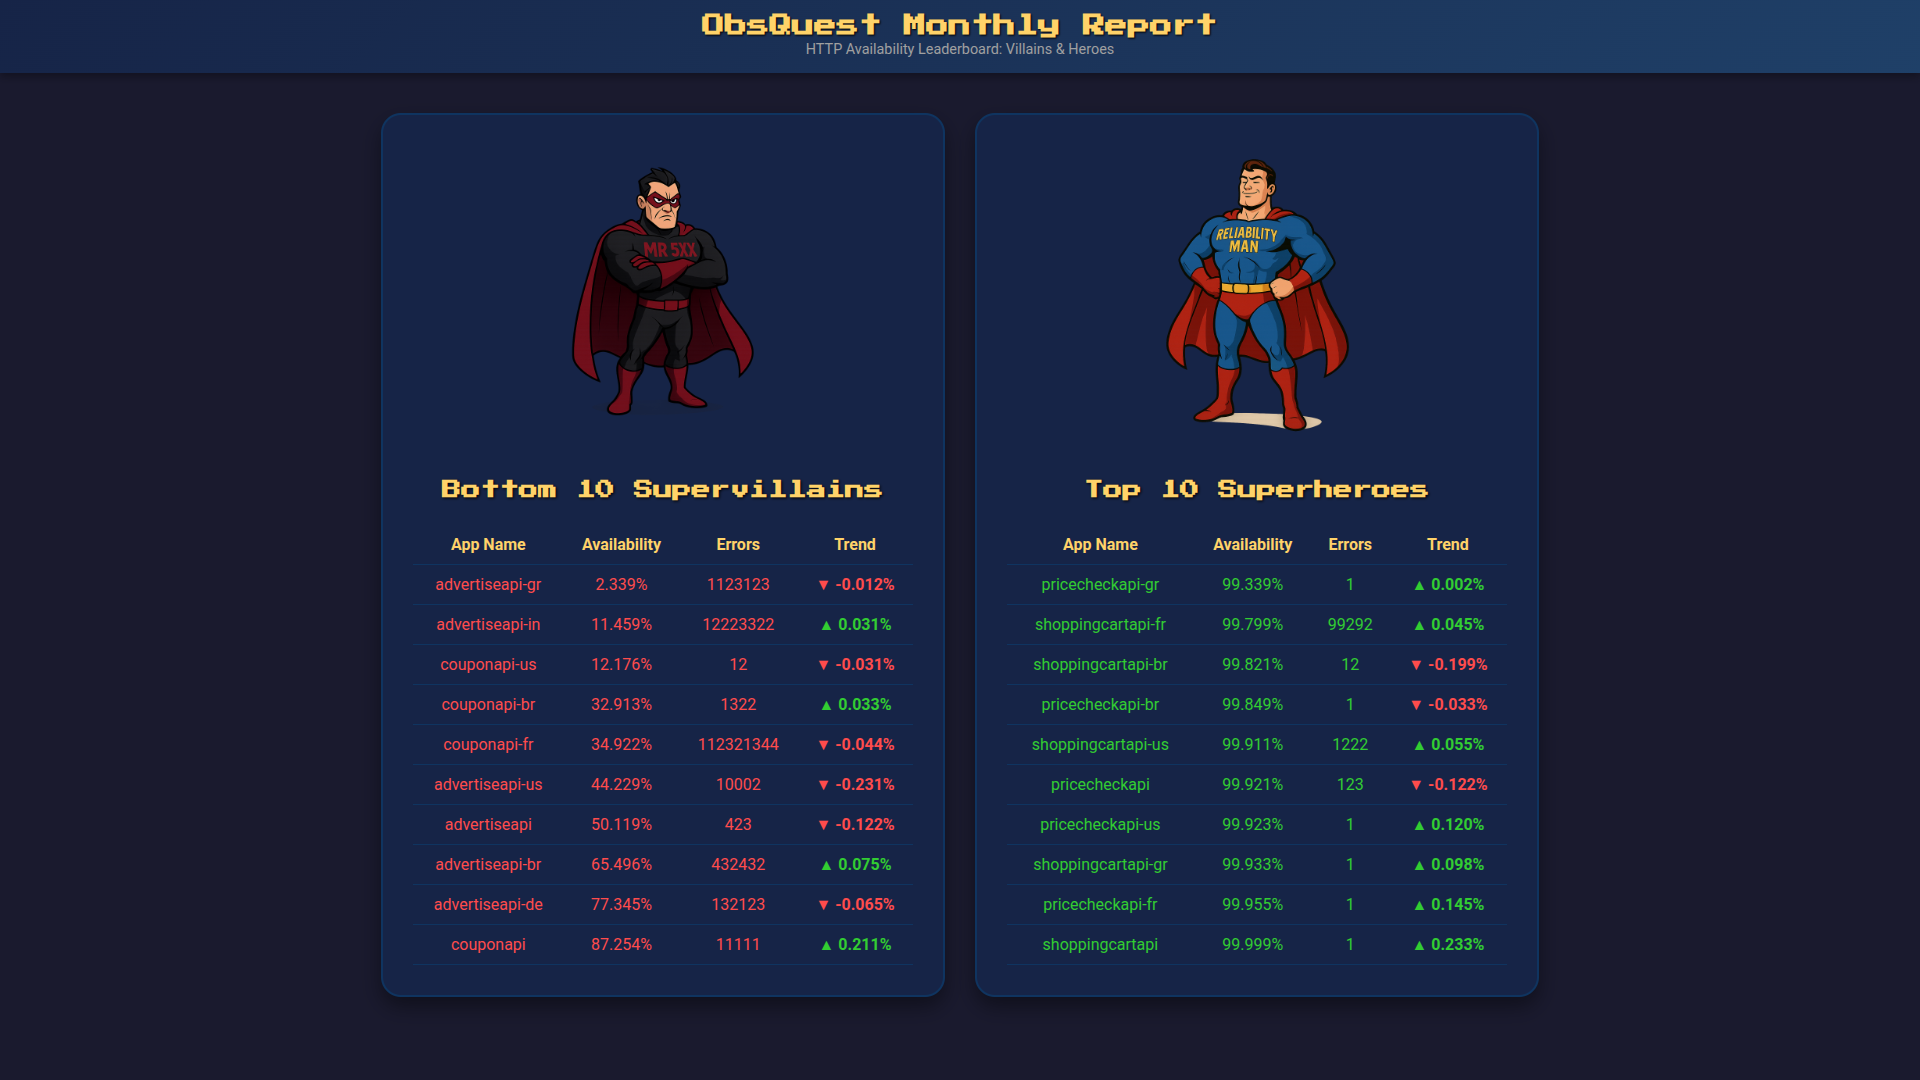 ObsQuest Monthly Report
HTTP Availability Leaderboard: Villains & Heroes
MR 5XX
Bottom 10 Supervillains
App Name Availability Errors Trend
advertiseapi-gr 2.339% 1123123 ▼ -0.012%
advertiseapi-in 11.459% 12223322 ▲ 0.031%
couponapi-us 12.176% 12 ▼ -0.031%
couponapi-br 32.913% 1322 ▲ 0.033%
couponapi-fr 34.922% 112321344 ▼ -0.044%
advertiseapi-us 44.229% 10002 ▼ -0.231%
advertiseapi 50.119% 423 ▼ -0.122%
advertiseapi-br 65.496% 432432 ▲ 0.075%
advertiseapi-de 77.345% 132123 ▼ -0.065%
couponapi 87.254% 11111 ▲ 0.211%
RELIABILITY
MAN
Top 10 Superheroes
App Name Availability Errors Trend
pricecheckapi-gr 99.339% 1 ▲ 0.002%
shoppingcartapi-fr 99.799% 99292 ▲ 0.045%
shoppingcartapi-br 99.821% 12 ▼ -0.199%
pricecheckapi-br 99.849% 1 ▼ -0.033%
shoppingcartapi-us 99.911% 1222 ▲ 0.055%
pricecheckapi 99.921% 123 ▼ -0.122%
pricecheckapi-us 99.923% 1 ▲ 0.120%
shoppingcartapi-gr 99.933% 1 ▲ 0.098%
pricecheckapi-fr 99.955% 1 ▲ 0.145%
shoppingcartapi 99.999% 1 ▲ 0.233%